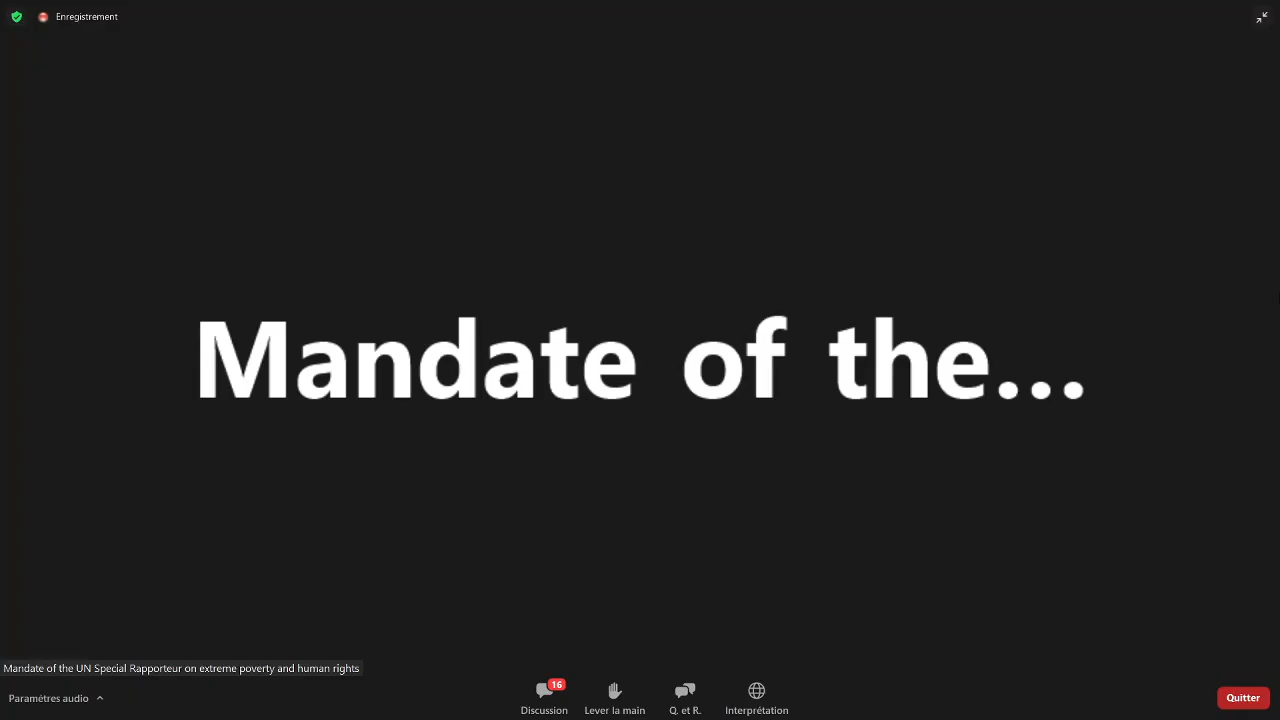 Enregistrement
Mandate of the...
Mandate of the UN Special Rapporteur on extreme poverty and human rights
Paramètres audio
16
Discussion
Lever la main
Q. et R.
Interprétation
Quitter